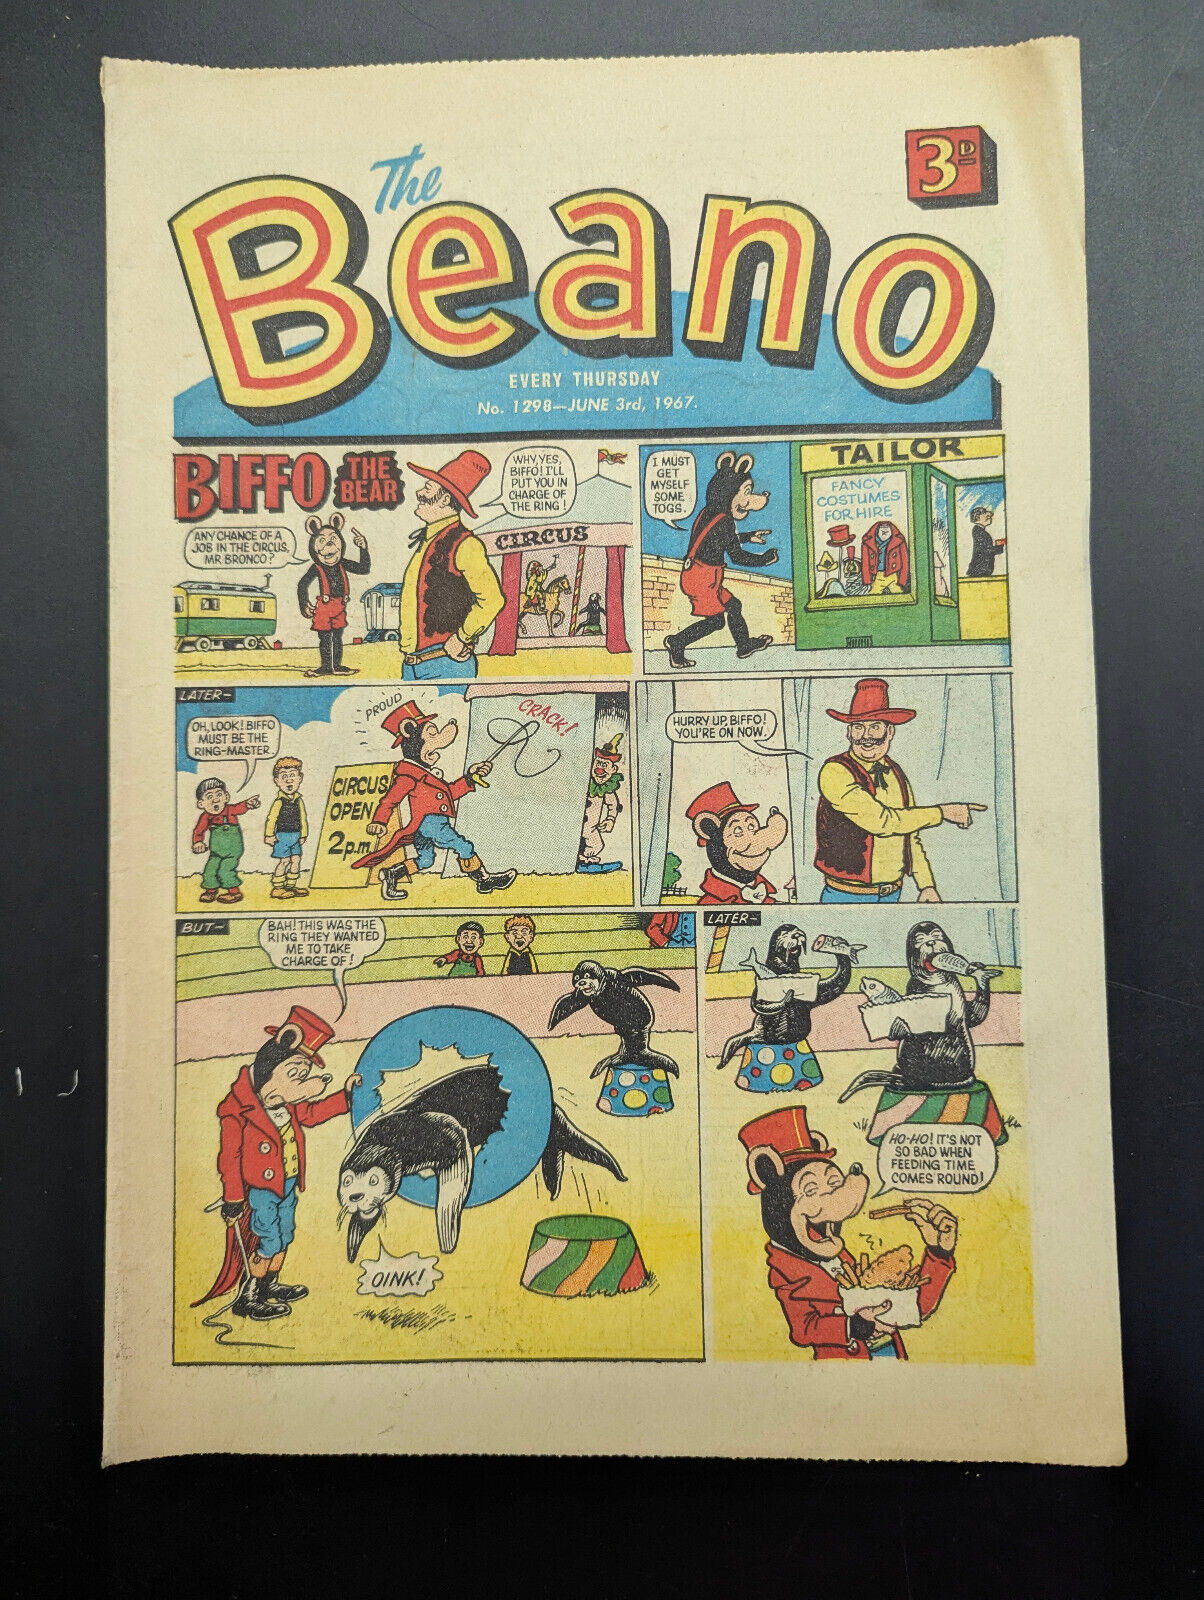 The
Beano
3D
EVERY THURSDAY
No. 1298—JUNE 3rd, 1967.
BIFFO THE
BEAR
ANY CHANCE OF A
JOB IN THE CIRCUS,
MR BRONCO?
WHY, YES,
BIFFO! I'LL
PUT YOU IN
CHARGE OF
THE RING!
CIRCUS
I MUST
GET
MYSELF
SOME
TOGS.
TAILOR
FANCY
COSTUMES
FOR HIRE
LATER—
OH, LOOK! BIFFO
MUST BE THE
RING-MASTER.
PROUD
CRACK!
CIRCUS
OPEN
2 p.m.
HURRY UP, BIFFO!
YOU'RE ON NOW.
BUT—
BAH! THIS WAS THE
RING THEY WANTED
ME TO TAKE
CHARGE OF!
OINK!
LATER—
HO-HO! IT'S NOT
SO BAD WHEN
FEEDING TIME
COMES ROUND!